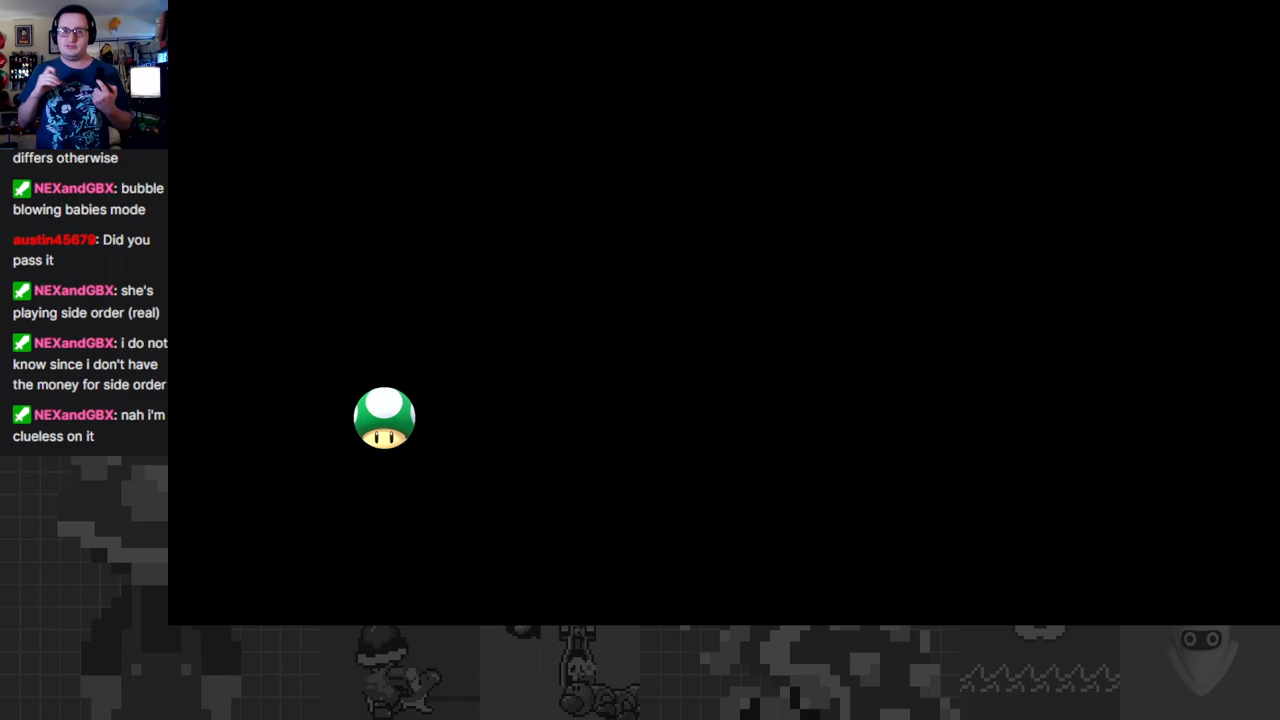 differs otherwise
NEXandGBX: bubble
blowing babies mode
austin45679: Did you
pass it
NEXandGBX: she's
playing side order (real)
NEXandGBX: i do not
know since i don't have
the money for side order
NEXandGBX: nah i'm
clueless on it